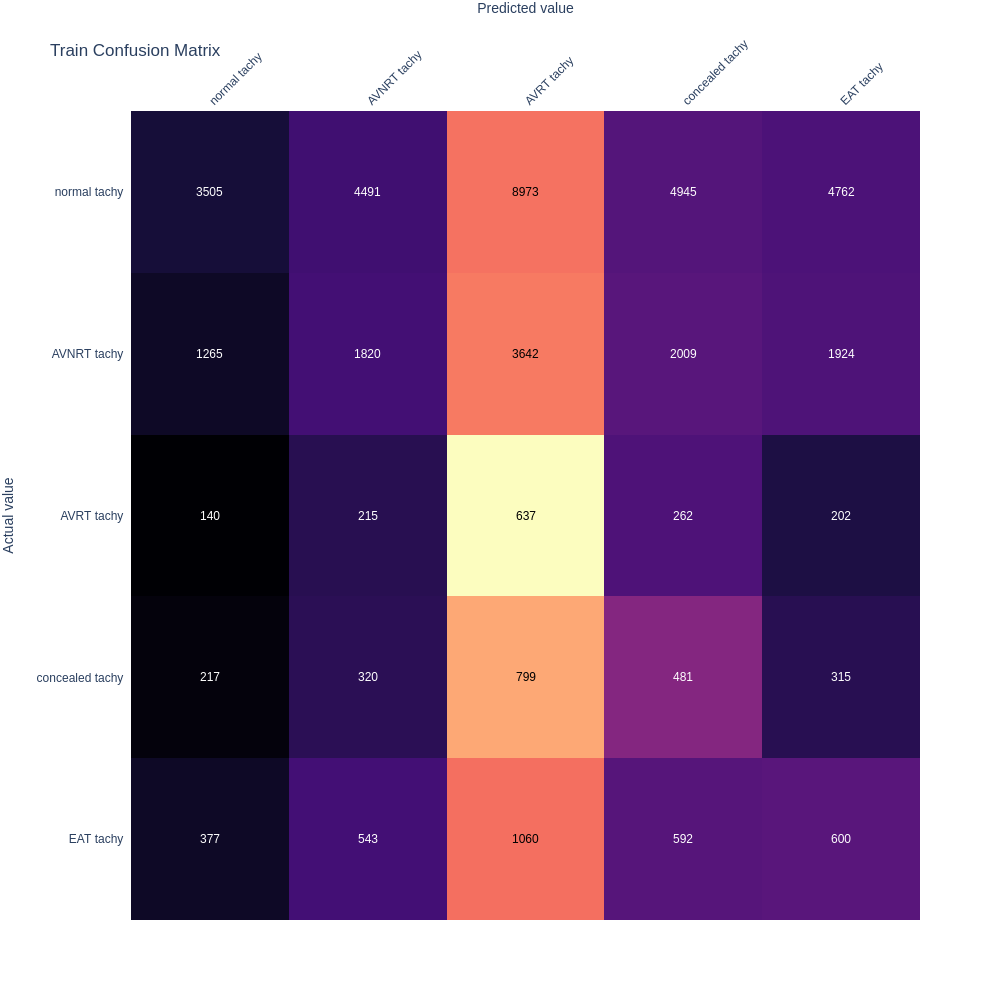 Predicted value
Train Confusion Matrix
normal tachy
AVNRT tachy
AVRT tachy
concealed tachy
EAT tachy
Actual value
normal tachy 3505 4491 8973 4945 4762
AVNRT tachy 1265 1820 3642 2009 1924
AVRT tachy 140 215 637 262 202
concealed tachy 217 320 799 481 315
EAT tachy 377 543 1060 592 600